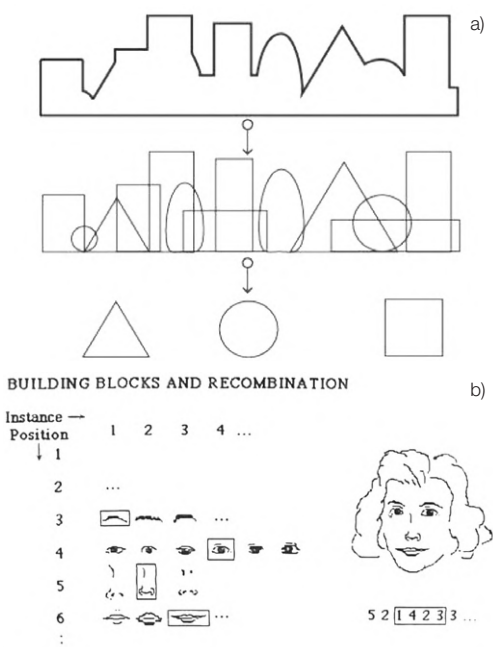 a)
BUILDING BLOCKS AND RECOMBINATION
b)
Instance →
Position
↓
1 2 3 4 ...
1
2 ...
3 ...
4
5
6 ...
:
5 2 1 4 2 3 3 ...